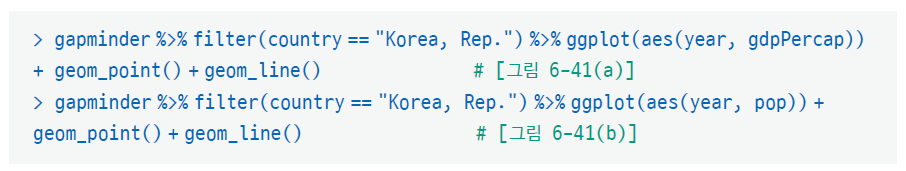 > gapminder %>% filter(country == "Korea, Rep.") %>% ggplot(aes(year, gdpPercap))
+ geom_point() + geom_line() # [그림 6-41(a)]
> gapminder %>% filter(country == "Korea, Rep.") %>% ggplot(aes(year, pop)) +
geom_point() + geom_line() # [그림 6-41(b)]